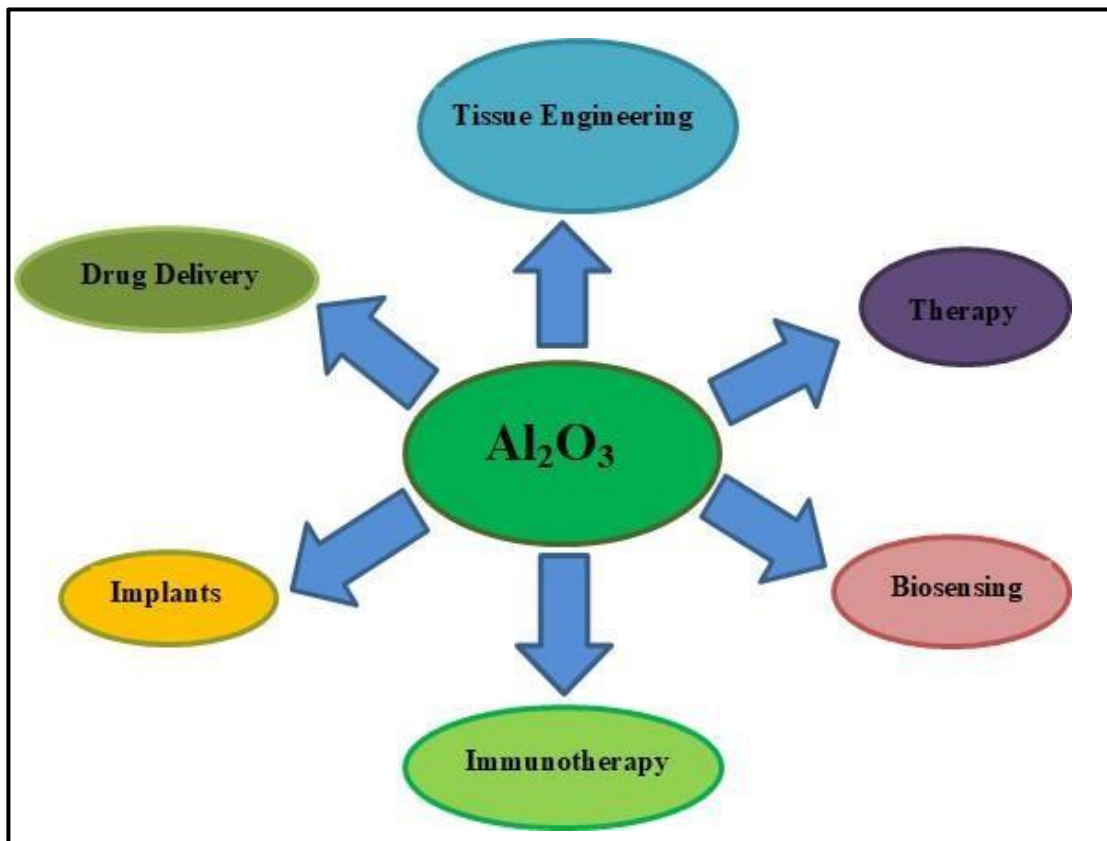 Tissue Engineering
Drug Delivery
Therapy
Al₂O₃
Implants
Biosensing
Immunotherapy